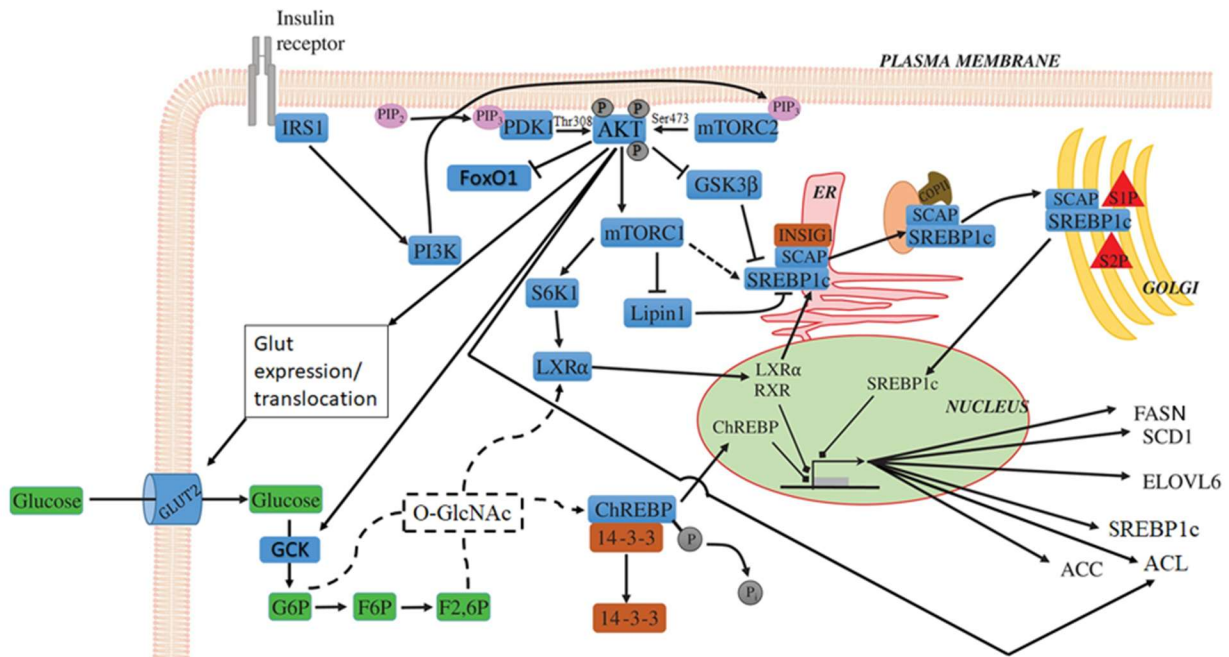 Insulin
receptor
PLASMA MEMBRANE
IRS1
PIP2
PIP3
PDK1
Thr308
P
P
AKT
P
Ser473
mTORC2
PIP3
FoxO1
GSK3β
ER
COPII
SCAP
SREBP1c
SCAP
S1P
SREBP1c
S2P
GOLGI
PI3K
mTORC1
INSIG1
SCAP
SREBP1c
S6K1
Lipin1
Glut
expression/
translocation
LXRα
LXRα
RXR
SREBP1c
NUCLEUS
ChREBP
FASN
SCD1
ELOVL6
SREBP1c
ACC
ACL
Glucose
GLUT2
Glucose
GCK
O-GlcNAc
ChREBP
14-3-3
P
Pi
14-3-3
G6P
F6P
F2,6P